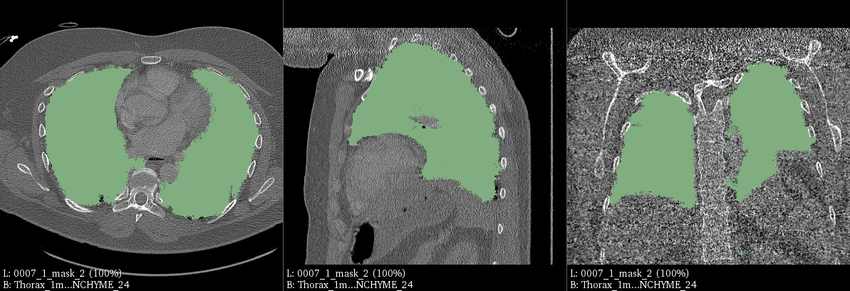 L: 0007_1_mask_2 (100%)
B: Thorax_1m...NCHYME_24
L: 0007_1_mask_2 (100%)
B: Thorax_1m...NCHYME_24
L: 0007_1_mask_2 (100%)
B: Thorax_1m...NCHYME_24